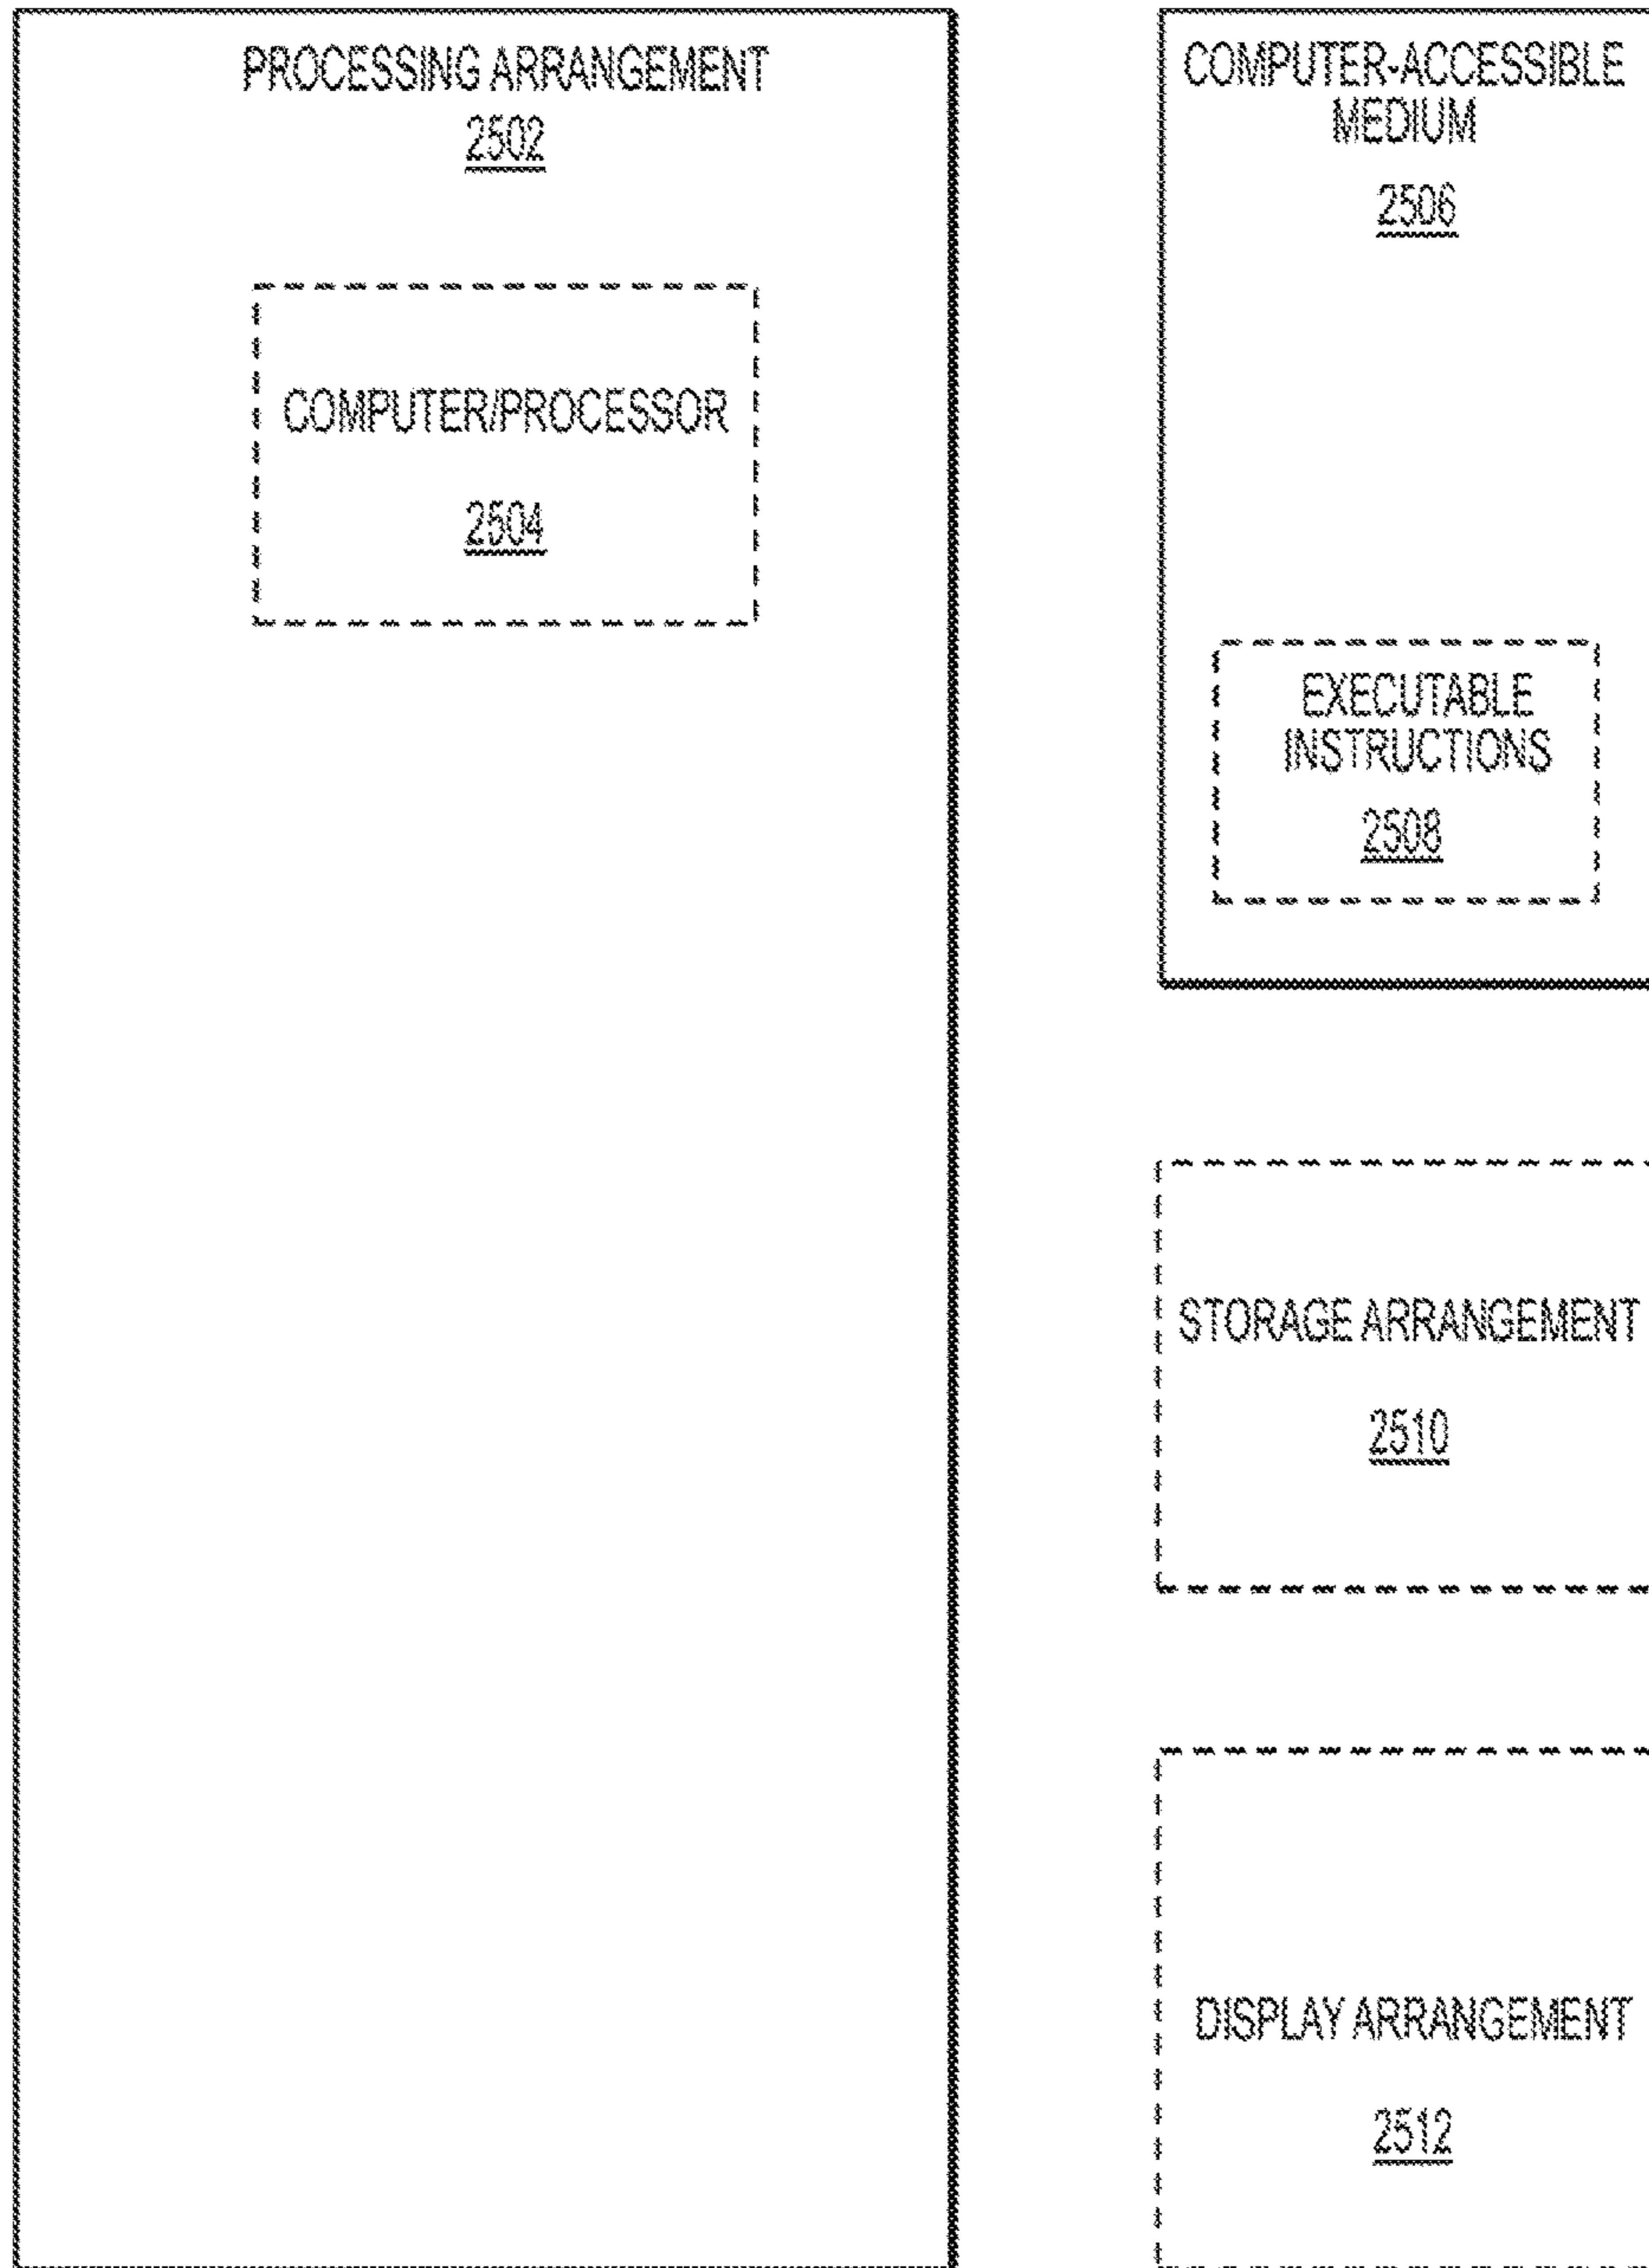 PROCESSING ARRANGEMENT
2502
COMPUTER/PROCESSOR
2504
COMPUTER-ACCESSIBLE
MEDIUM
2506
EXECUTABLE
INSTRUCTIONS
2508
STORAGE ARRANGEMENT
2510
DISPLAY ARRANGEMENT
2512